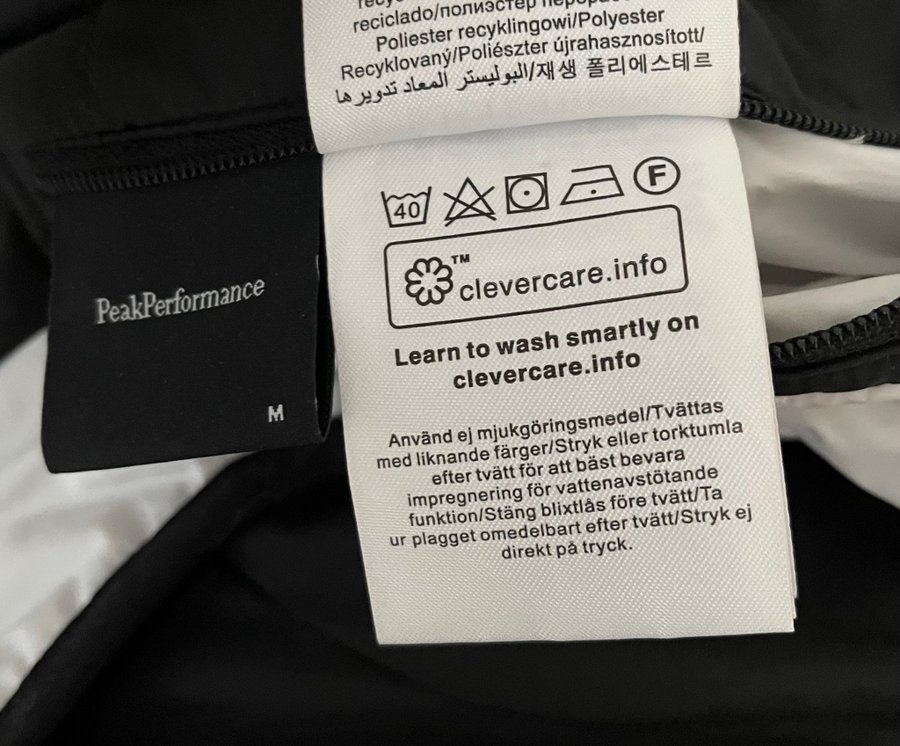 reciclado/полиэстер
Poliester recyklingowi/Polyester
Recyklovaný/Poliészter újrahasznosított/
البوليستر المعاد تدويرها/재생 폴리에스테르
40 F
™
clevercare.info
Learn to wash smartly on
clevercare.info
Använd ej mjukgöringsmedel/Tvättas
med liknande färger/Stryk eller torktumla
efter tvätt för att bäst bevara
impregnering för vattenavstötande
funktion/Stäng blixtlås före tvätt/Ta
ur plagget omedelbart efter tvätt/Stryk ej
direkt på tryck.
PeakPerformance
M